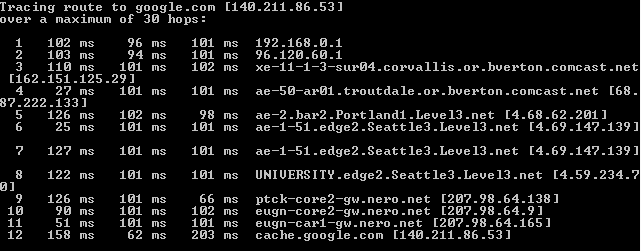 Tracing route to google.com [140.211.86.53]
over a maximum of 30 hops:
1 102 ms 96 ms 101 ms 192.168.0.1
2 103 ms 94 ms 101 ms 96.120.60.1
3 110 ms 101 ms 102 ms xe-11-1-3-sur04.corvallis.or.bverton.comcast.net
[162.151.125.29]
4 27 ms 101 ms 101 ms ae-50-ar01.troutdale.or.bverton.comcast.net [68.
87.222.133]
5 126 ms 102 ms 98 ms ae-2.bar2.Portland1.Level3.net [4.68.62.201]
6 25 ms 101 ms 101 ms ae-1-51.edge2.Seattle3.Level3.net [4.69.147.139]
7 127 ms 101 ms 101 ms ae-1-51.edge2.Seattle3.Level3.net [4.69.147.139]
8 122 ms 101 ms 101 ms UNIVERSITY.edge2.Seattle3.Level3.net [4.59.234.7
0]
9 126 ms 101 ms 66 ms ptck-core2-gw.nero.net [207.98.64.138]
10 90 ms 101 ms 102 ms eugn-core2-gw.nero.net [207.98.64.9]
11 51 ms 101 ms 101 ms eugn-car1-gw.nero.net [207.98.64.165]
12 158 ms 62 ms 203 ms cache.google.com [140.211.86.53]